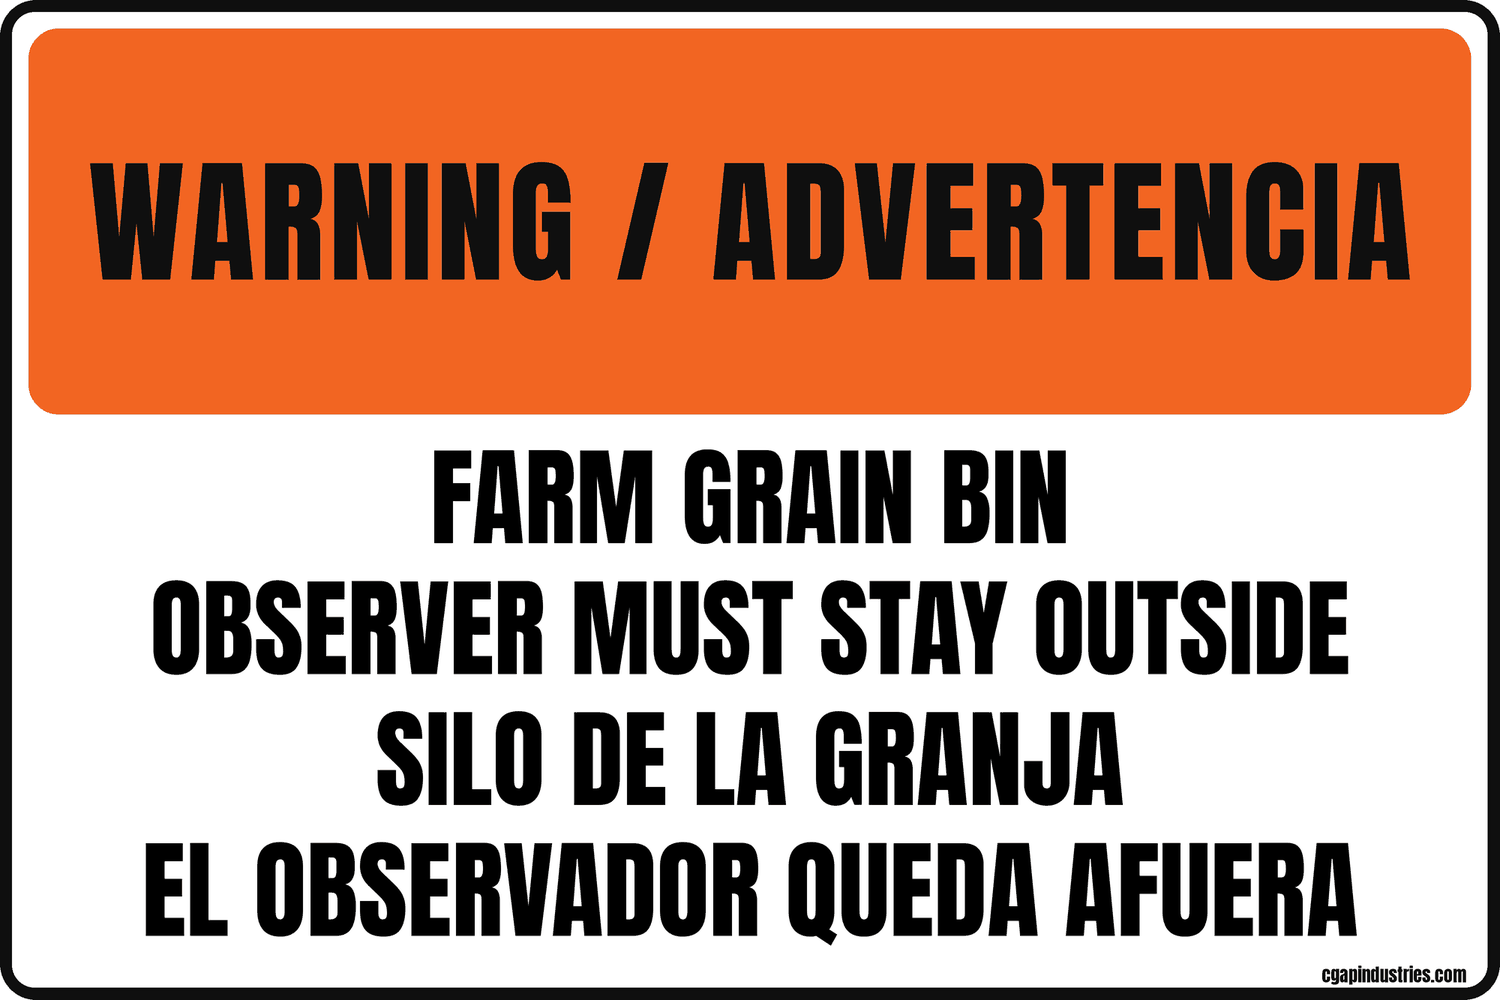 WARNING / ADVERTENCIA
FARM GRAIN BIN
OBSERVER MUST STAY OUTSIDE
SILO DE LA GRANJA
EL OBSERVADOR QUEDA AFUERA
cgapindustries.com